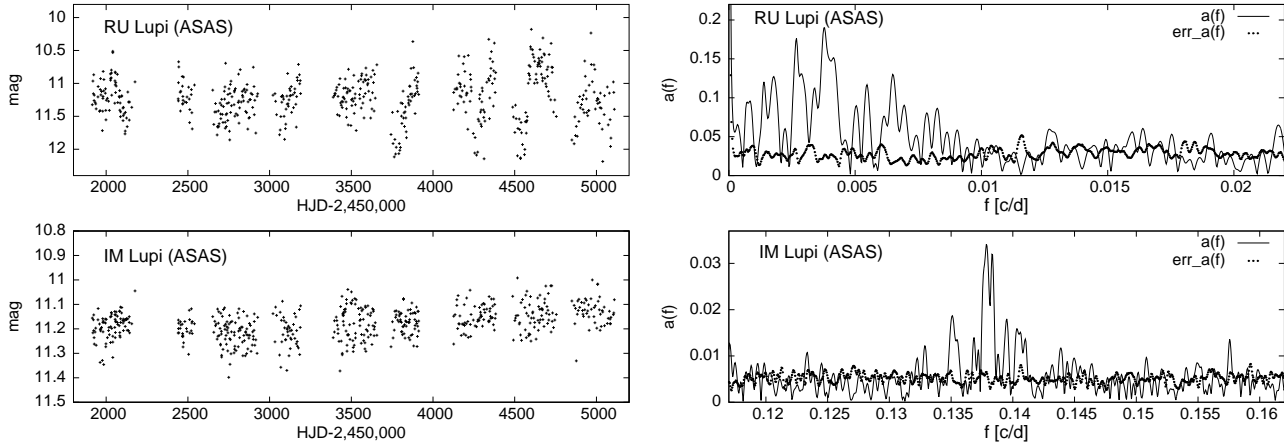 RU Lupi (ASAS)
mag
10
10.5
11
11.5
12
2000 2500 3000 3500 4000 4500 5000
HJD-2,450,000
RU Lupi (ASAS)
a(f)
err_a(f)
a(f)
0.2
0.15
0.1
0.05
0
0 0.005 0.01 0.015 0.02
f [c/d]
IM Lupi (ASAS)
mag
10.8
10.9
11
11.1
11.2
11.3
11.4
11.5
2000 2500 3000 3500 4000 4500 5000
HJD-2,450,000
IM Lupi (ASAS)
a(f)
err_a(f)
a(f)
0.03
0.02
0.01
0
0.12 0.125 0.13 0.135 0.14 0.145 0.15 0.155 0.16
f [c/d]